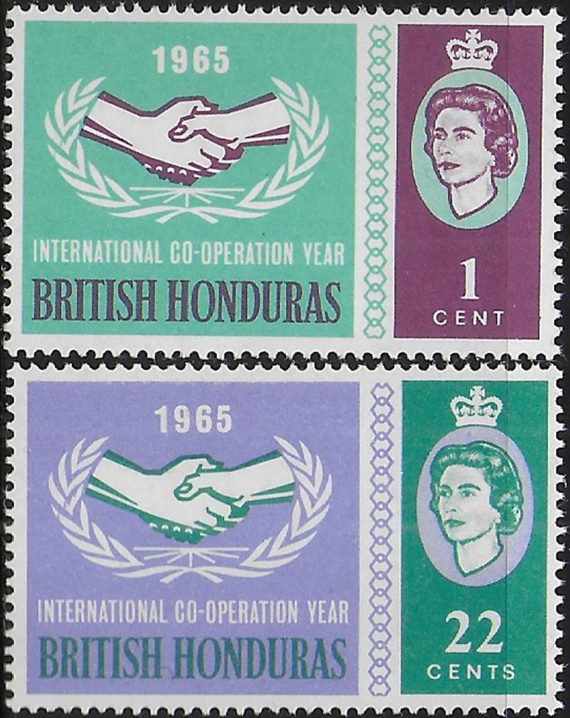 1965
INTERNATIONAL CO-OPERATION YEAR
BRITISH HONDURAS
1
CENT
1965
INTERNATIONAL CO-OPERATION YEAR
BRITISH HONDURAS
22
CENTS